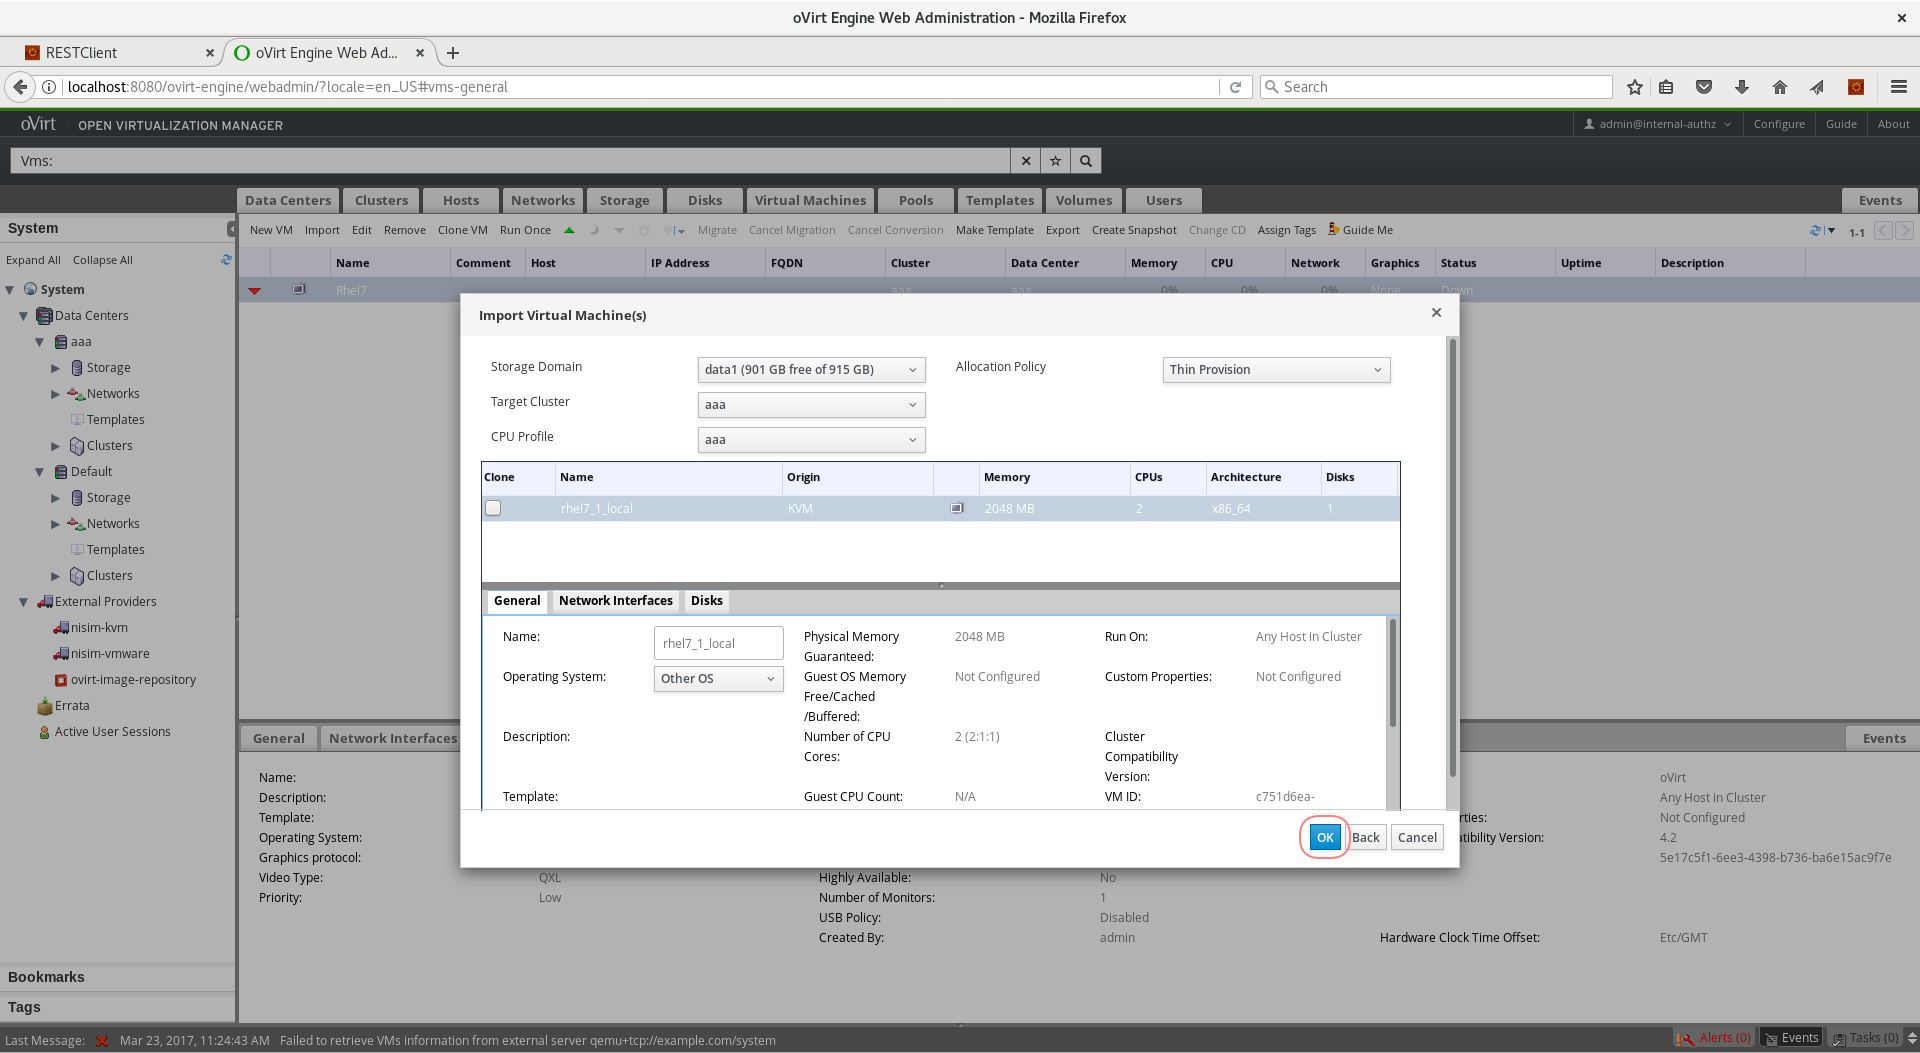 oVirt Engine Web Administration - Mozilla Firefox
RESTClient
oVirt Engine Web Ad...
localhost:8080/ovirt-engine/webadmin/?locale=en_US#vms-general
Search
oVirt OPEN VIRTUALIZATION MANAGER
admin@internal-authz Configure Guide About
Vms:
Data Centers Clusters Hosts Networks Storage Disks Virtual Machines Pools Templates Volumes Users Events
System
New VM Import Edit Remove Clone VM Run Once Migrate Cancel Migration Cancel Conversion Make Template Export Create Snapshot Change CD Assign Tags Guide Me 1-1
Expand All Collapse All
Name Comment Host IP Address FQDN Cluster Data Center Memory CPU Network Graphics Status Uptime Description
Rhel7 aaa aaa 0% 0% 0% None Down
System
Data Centers
aaa
Storage
Networks
Templates
Clusters
Default
Storage
Networks
Templates
Clusters
External Providers
nisim-kvm
nisim-vmware
ovirt-image-repository
Errata
Active User Sessions
Bookmarks
Tags
Import Virtual Machine(s)
Storage Domain data1 (901 GB free of 915 GB) Allocation Policy Thin Provision
Target Cluster aaa
CPU Profile aaa
Clone Name Origin Memory CPUs Architecture Disks
rhel7_1_local KVM 2048 MB 2 x86_64 1
General Network Interfaces Disks
Name: rhel7_1_local Physical Memory 2048 MB Run On: Any Host in Cluster
Guaranteed:
Operating System: Other OS Guest OS Memory Not Configured Custom Properties: Not Configured
Free/Cached
/Buffered:
Description: Number of CPU 2 (2:1:1) Cluster
Cores: Compatibility
Version:
Template: Guest CPU Count: N/A VM ID: c751d6ea-
OK Back Cancel
General Network Interfaces Events
Name: oVirt
Description: Any Host in Cluster
Template: rties: Not Configured
Operating System: atibility Version: 4.2
Graphics protocol: 5e17c5f1-6ee3-4398-b736-ba6e15ac9f7e
Video Type: QXL Highly Available: No
Priority: Low Number of Monitors: 1
USB Policy: Disabled
Created By: admin Hardware Clock Time Offset: Etc/GMT
Last Message: Mar 23, 2017, 11:24:43 AM Failed to retrieve VMs information from external server qemu+tcp://example.com/system
Alerts (0) Events Tasks (0)